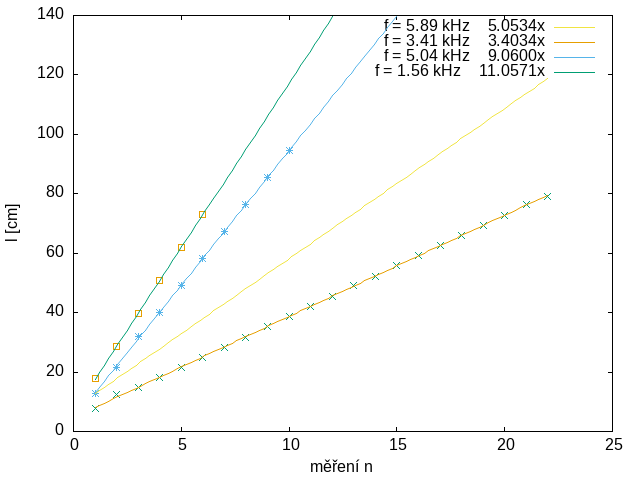 140
120
100
80
60
40
20
0
l [cm]
f = 5.89 kHz 5.0534x
f = 3.41 kHz 3.4034x
f = 5.04 kHz 9.0600x
f = 1.56 kHz 11.0571x
0 5 10 15 20 25
měření n